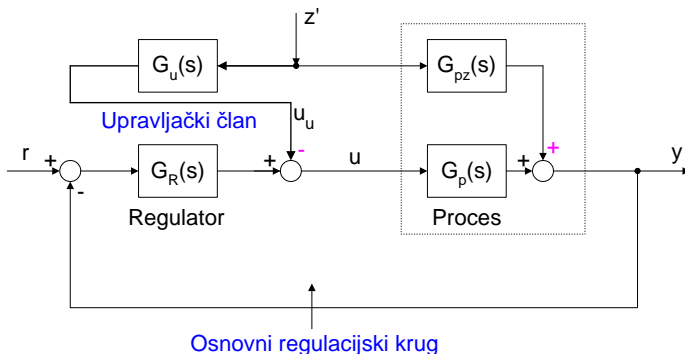 z'
G_u(s)
G_pz(s)
Upravljački član
u_u
-
+
r
+
-
G_R(s)
+
u
G_p(s)
+
y
Regulator
Proces
Osnovni regulacijski krug